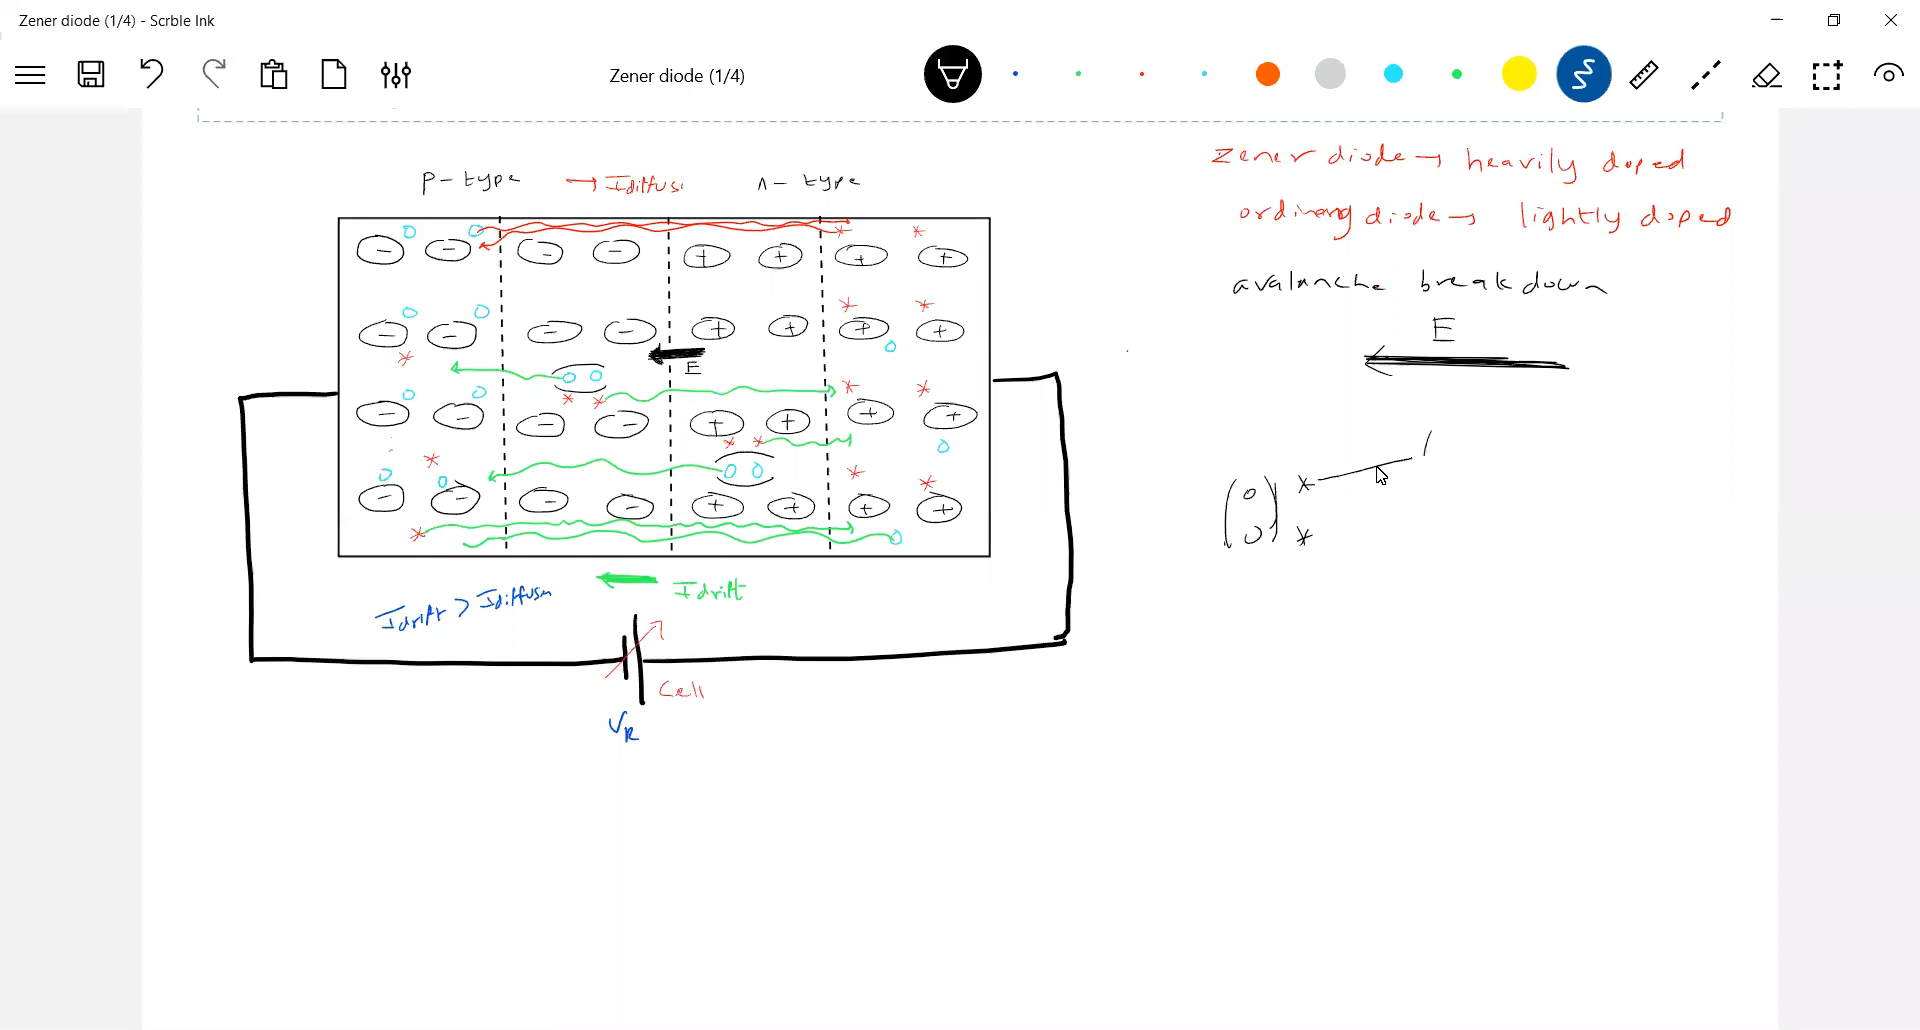 Zener diode (1/4) - Scrble Ink
Zener diode (1/4)
P-type → Idiffusi n-type
Zener diode → heavily doped
ordinary diode → lightly doped
avalanche breakdown
E
E
Idrift
Idrift > Idiffusn
Cell
VR